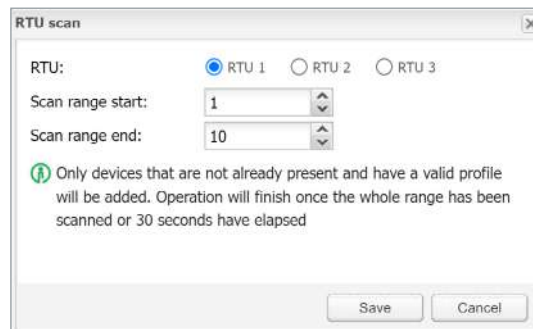 RTU scan
RTU: RTU 1 RTU 2 RTU 3
Scan range start: 1
Scan range end: 10
Only devices that are not already present and have a valid profile
will be added. Operation will finish once the whole range has been
scanned or 30 seconds have elapsed
Save Cancel